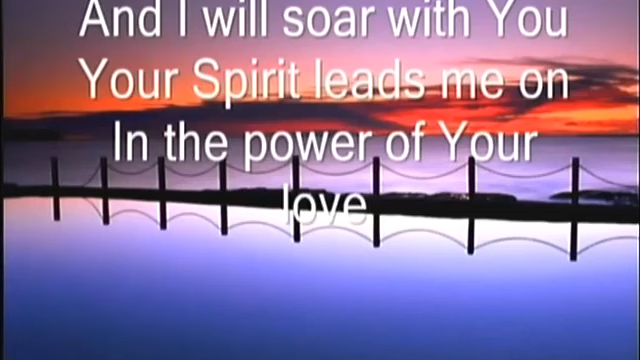 And I will soar with You
Your Spirit leads me on
In the power of Your
love